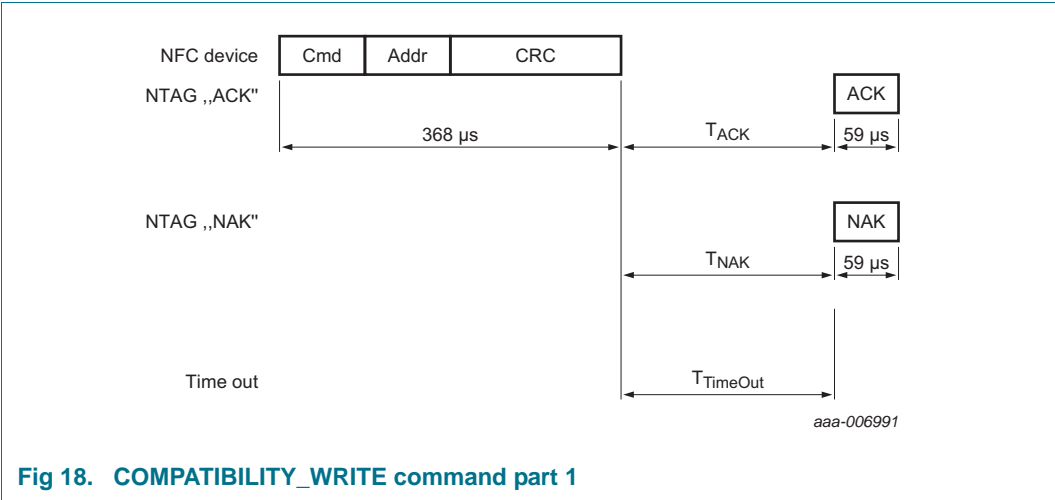 NFC device Cmd Addr CRC
NTAG ,,ACK" ACK
368 µs TACK 59 µs
NTAG ,,NAK" NAK
TNAK 59 µs
Time out TTimeOut
aaa-006991
Fig 18. COMPATIBILITY_WRITE command part 1